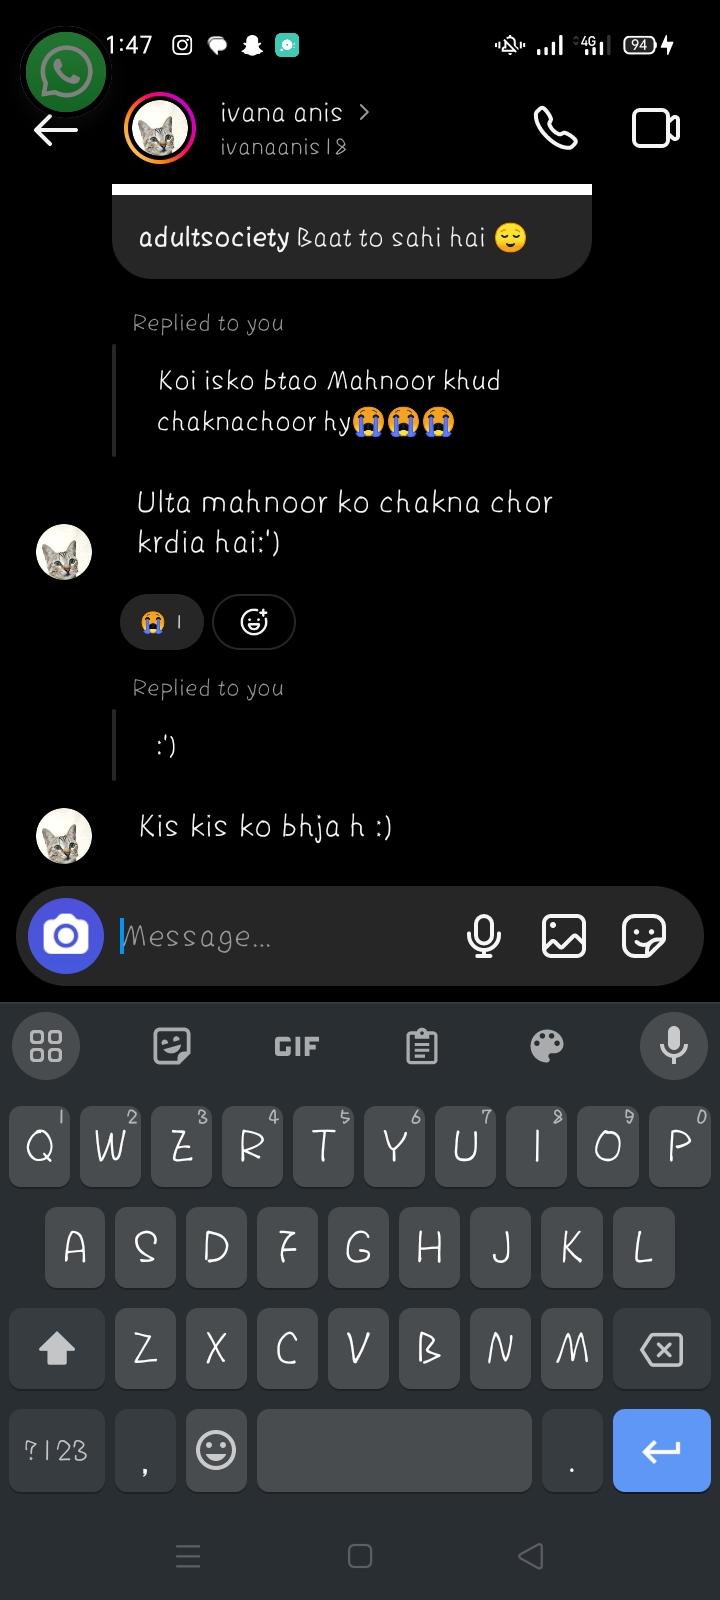 1:47
4G
94
ivana anis
ivanaanis18
adultsociety Baat to sahi hai 😌
Replied to you
Koi isko btao Mahnoor khud
chaknachoor hy😭😭😭
Ulta mahnoor ko chakna chor
krdia hai:')
😭 1
Replied to you
:')
Kis kis ko bhja h :)
Message...
GIF
1 2 3 4 5 6 7 8 9 0
Q W E R T Y U I O P
A S D F G H J K L
Z X C V B N M
?123 , .